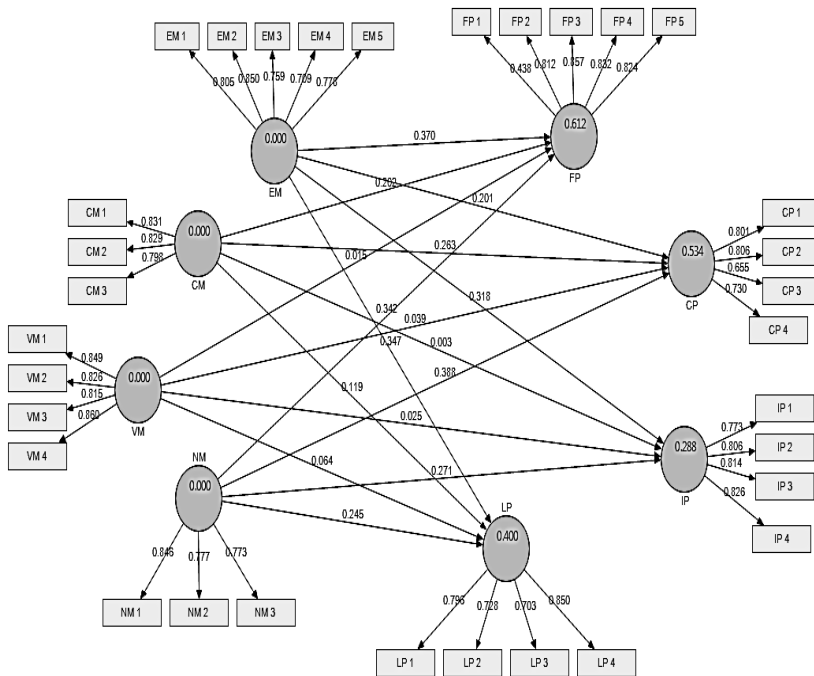 EM 1 EM 2 EM 3 EM 4 EM 5
FP 1 FP 2 FP 3 FP 4 FP 5
0.805 0.850 0.759 0.709 0.778
0.438 0.812 0.857 0.832 0.824
0.000
EM
0.612
FP
0.370
0.202
0.201
CM 1
CM 2
CM 3
0.831
0.829
0.798
0.000
CM
0.015
0.263
0.534
CP
0.801
0.806
0.655
0.730
CP 1
CP 2
CP 3
CP 4
0.342
0.318
0.039
0.347
0.003
VM 1
VM 2
VM 3
VM 4
0.849
0.826
0.815
0.860
0.000
VM
0.119
0.388
0.025
0.064
0.271
0.245
0.288
IP
0.773
0.806
0.814
0.826
IP 1
IP 2
IP 3
IP 4
NM
0.000
0.846 0.777 0.773
NM 1 NM 2 NM 3
LP
0.400
0.796 0.728 0.703 0.850
LP 1 LP 2 LP 3 LP 4